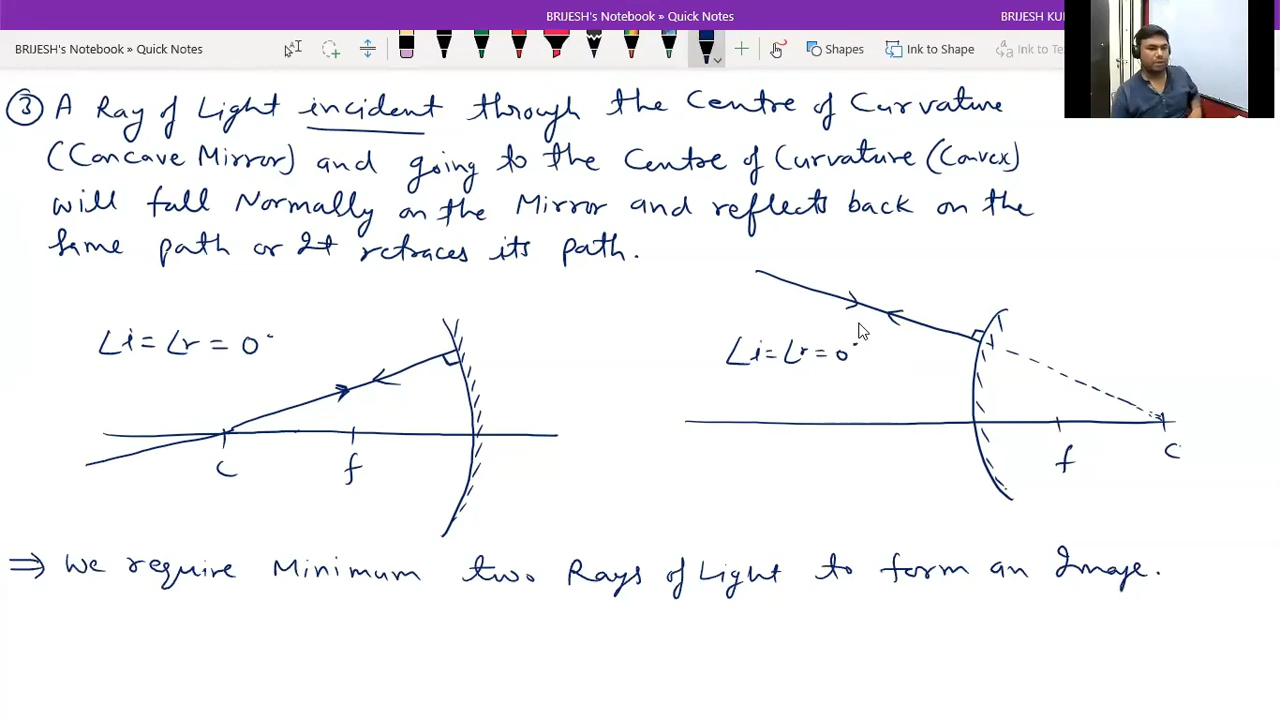 BRIJESH's Notebook » Quick Notes
BRIJESH KU
BRIJESH's Notebook » Quick Notes
Shapes
Ink to Shape
Ink to Te
③ A Ray of Light incident through the Centre of Curvature
(Concave Mirror) and going to the Centre of Curvature (Convex)
will fall Normally on the Mirror and reflects back on the
Same path or It retraces its path.
∠i = ∠r = 0°
C
f
∠i = ∠r = 0°
f
C
⇒ We require Minimum two Rays of Light to form an Image.